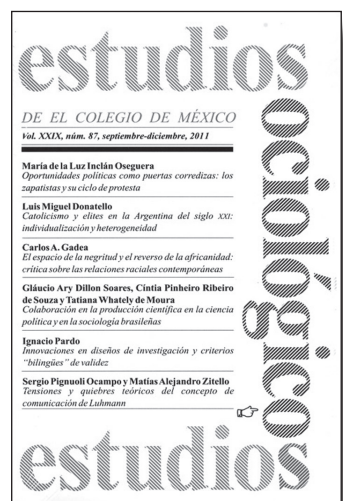 estudios
DE EL COLEGIO DE MÉXICO
Vol. XXIX, núm. 87, septiembre-diciembre, 2011
María de la Luz Inclán Oseguera
Oportunidades políticas como puertas corredizas: los
zapatistas y su ciclo de protesta
Luis Miguel Donatello
Catolicismo y elites en la Argentina del siglo XXI:
individualización y heterogeneidad
Carlos A. Gadea
El espacio de la negritud y el reverso de la africanidad:
crítica sobre las relaciones raciales contemporáneas
Gláucio Ary Dillon Soares, Cíntia Pinheiro Ribeiro
de Souza y Tatiana Whately de Moura
Colaboración en la producción científica en la ciencia
política y en la sociología brasileñas
Ignacio Pardo
Innovaciones en diseños de investigación y criterios
“bilingües” de validez
Sergio Pignuoli Ocampo y Matías Alejandro Zitello
Tensiones y quiebres teóricos del concepto de
comunicación de Luhmann
ociológico
estudios